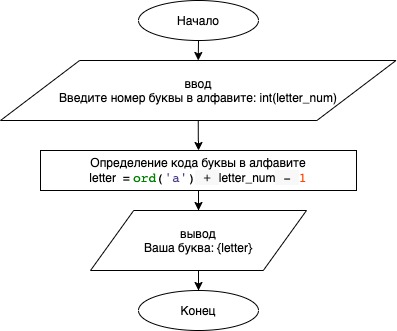 Начало
ввод
Введите номер буквы в алфавите: int(letter_num)
Определение кода буквы в алфавите
letter =ord('a') + letter_num - 1
вывод
Ваша буква: {letter}
Конец